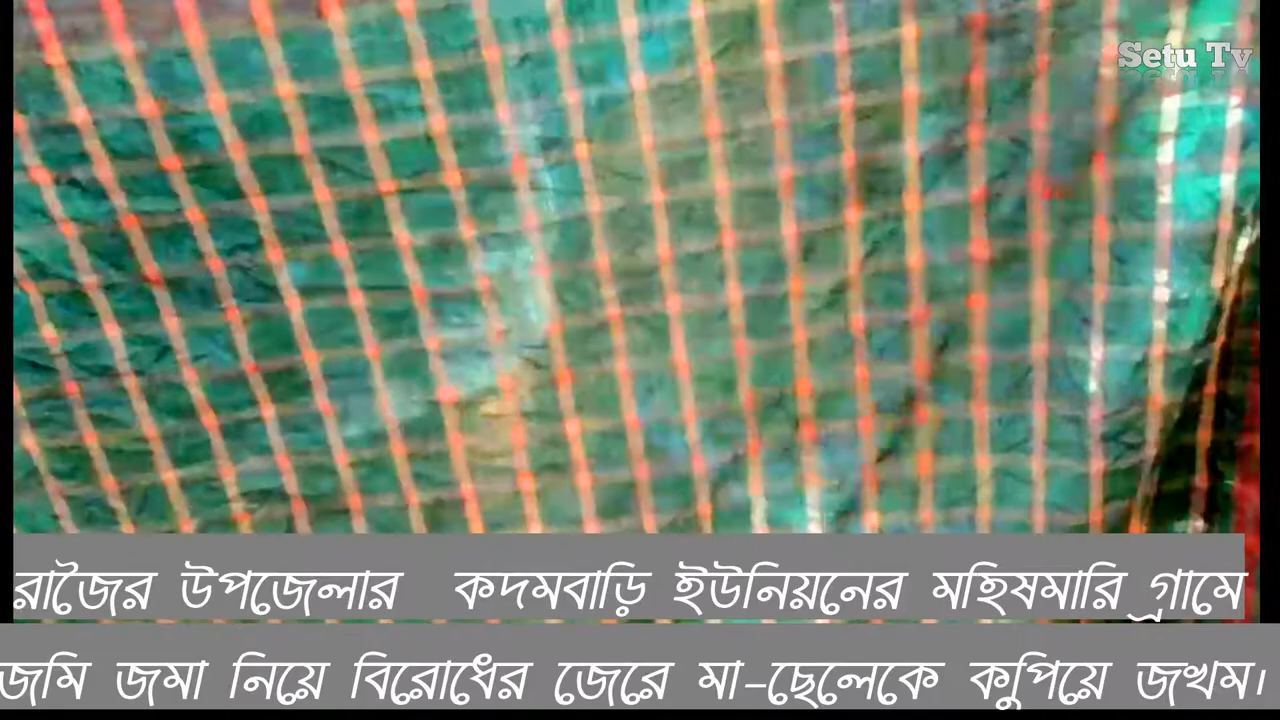 Setu Tv
রাজৈর উপজেলার কদমবাড়ি ইউনিয়নের মহিষমারি গ্রামে
জমি জমা নিয়ে বিরোধের জেরে মা-ছেলেকে কুপিয়ে জখম।